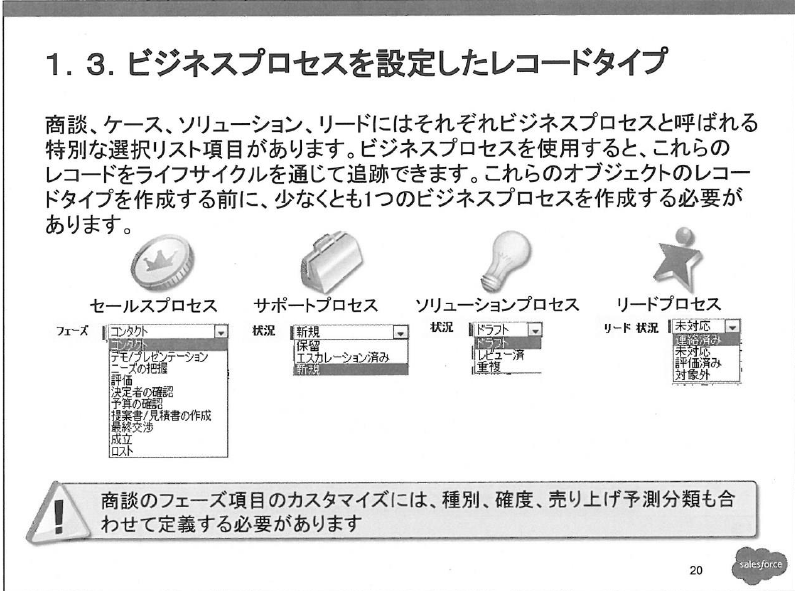 1. 3. ビジネスプロセスを設定したレコードタイプ
商談、ケース、ソリューション、リードにはそれぞれビジネスプロセスと呼ばれる
特別な選択リスト項目があります。ビジネスプロセスを使用すると、これらの
レコードをライフサイクルを通じて追跡できます。これらのオブジェクトのレコー
ドタイプを作成する前に、少なくとも1つのビジネスプロセスを作成する必要が
あります。
セールスプロセス
フェーズ
コンタクト
コンタクト
デモ/プレゼンテーション
ニーズの把握
評価
決定者の確認
予算の確認
提案書/見積書の作成
最終交渉
成立
ロスト
サポートプロセス
状況
新規
保留
エスカレーション済み
新規
ソリューションプロセス
状況
ドラフト
ドラフト
レビュー済
重複
リードプロセス
リード 状況
未対応
連絡済み
未対応
評価済み
対象外
商談のフェーズ項目のカスタマイズには、種別、確度、売り上げ予測分類も合
わせて定義する必要があります
20
salesforce